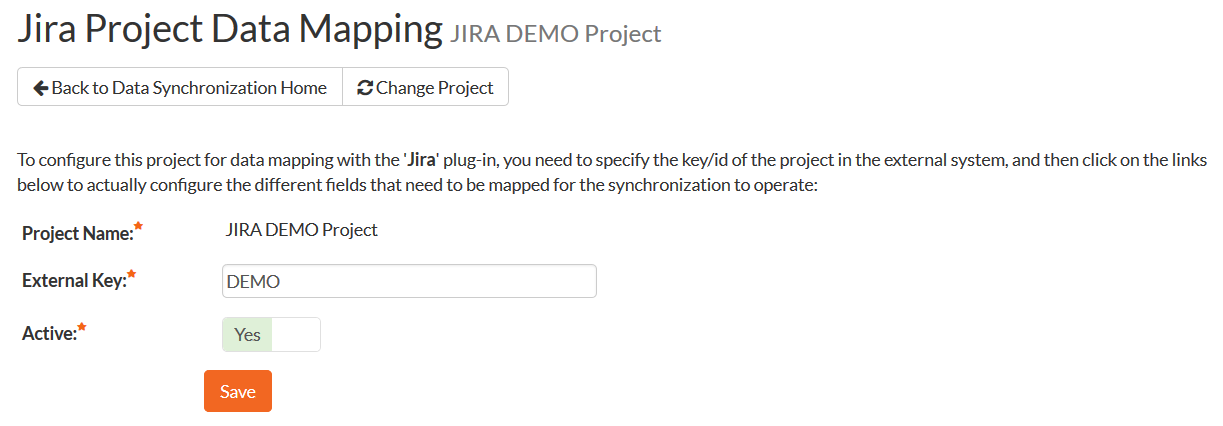 Jira Project Data Mapping JIRA DEMO Project
Back to Data Synchronization Home Change Project
To configure this project for data mapping with the 'Jira' plug-in, you need to specify the key/id of the project in the external system, and then click on the links
below to actually configure the different fields that need to be mapped for the synchronization to operate:
Project Name:* JIRA DEMO Project
External Key:* DEMO
Active:* Yes
Save